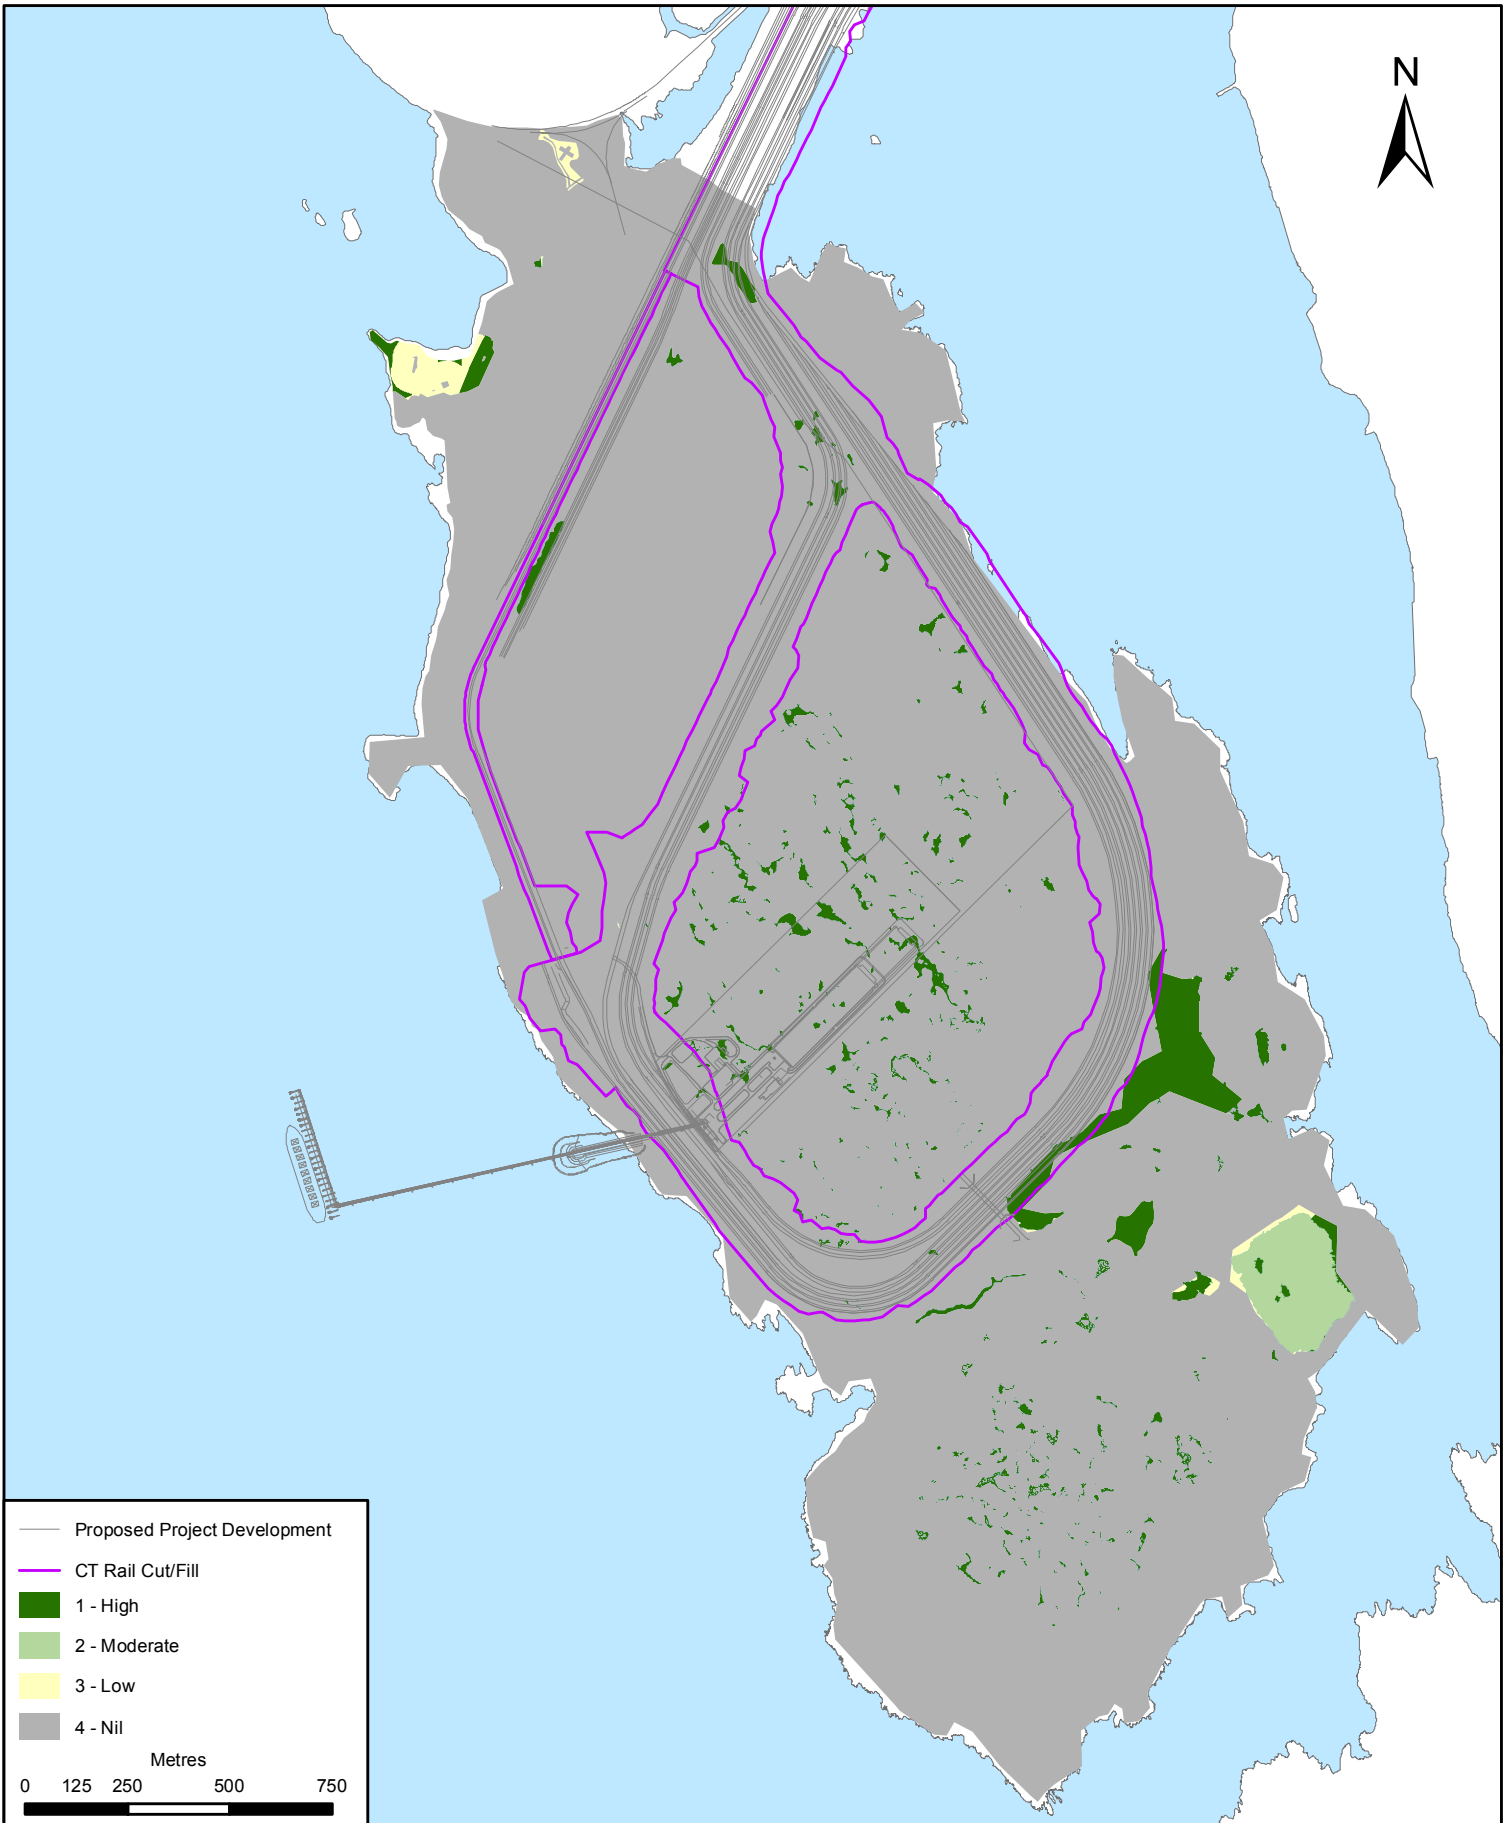 N
Proposed Project Development
CT Rail Cut/Fill
1 - High
2 - Moderate
3 - Low
4 - Nil
Metres
0 125 250 500 750